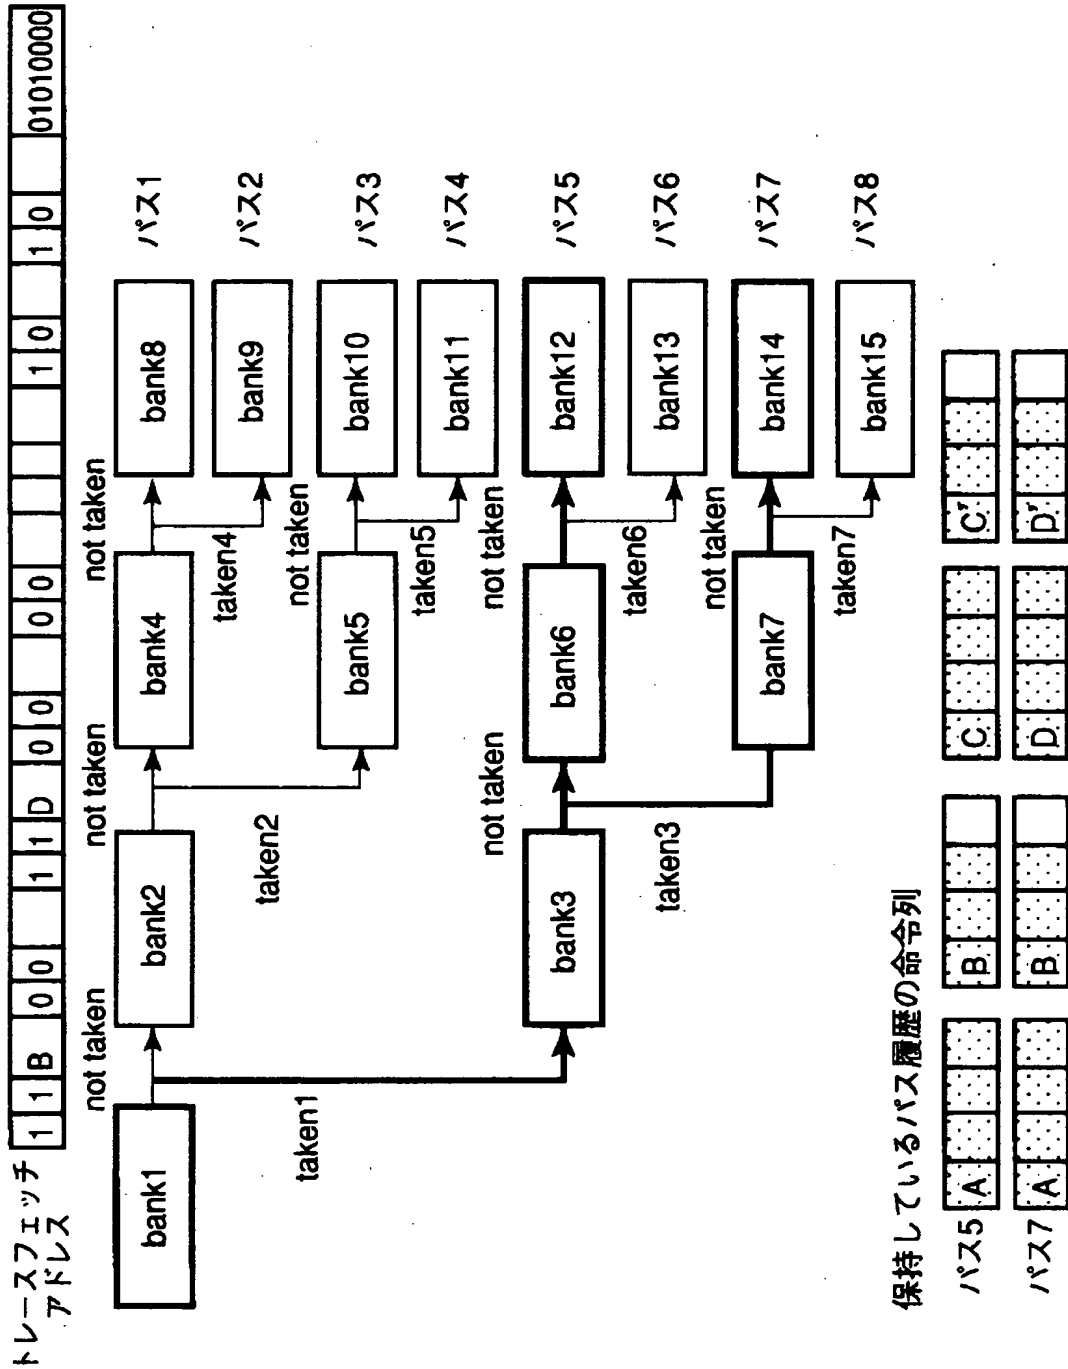 トレースフェッチ
アドレス
1 1 B 0 0 1 1 D 0 0 0 0 1 0 1 0 01010000
not taken not taken not taken
bank1 bank2 bank4 bank8 パス1
taken4
bank9 パス2
taken2
not taken
bank5 bank10 パス3
taken5
bank11 パス4
taken1
not taken not taken
bank3 bank6 bank12 パス5
taken6
bank13 パス6
taken3
not taken
bank7 bank14 パス7
taken7
bank15 パス8
保持しているパス履歴の命令列
パス5 A B C C'
パス7 A B D D'